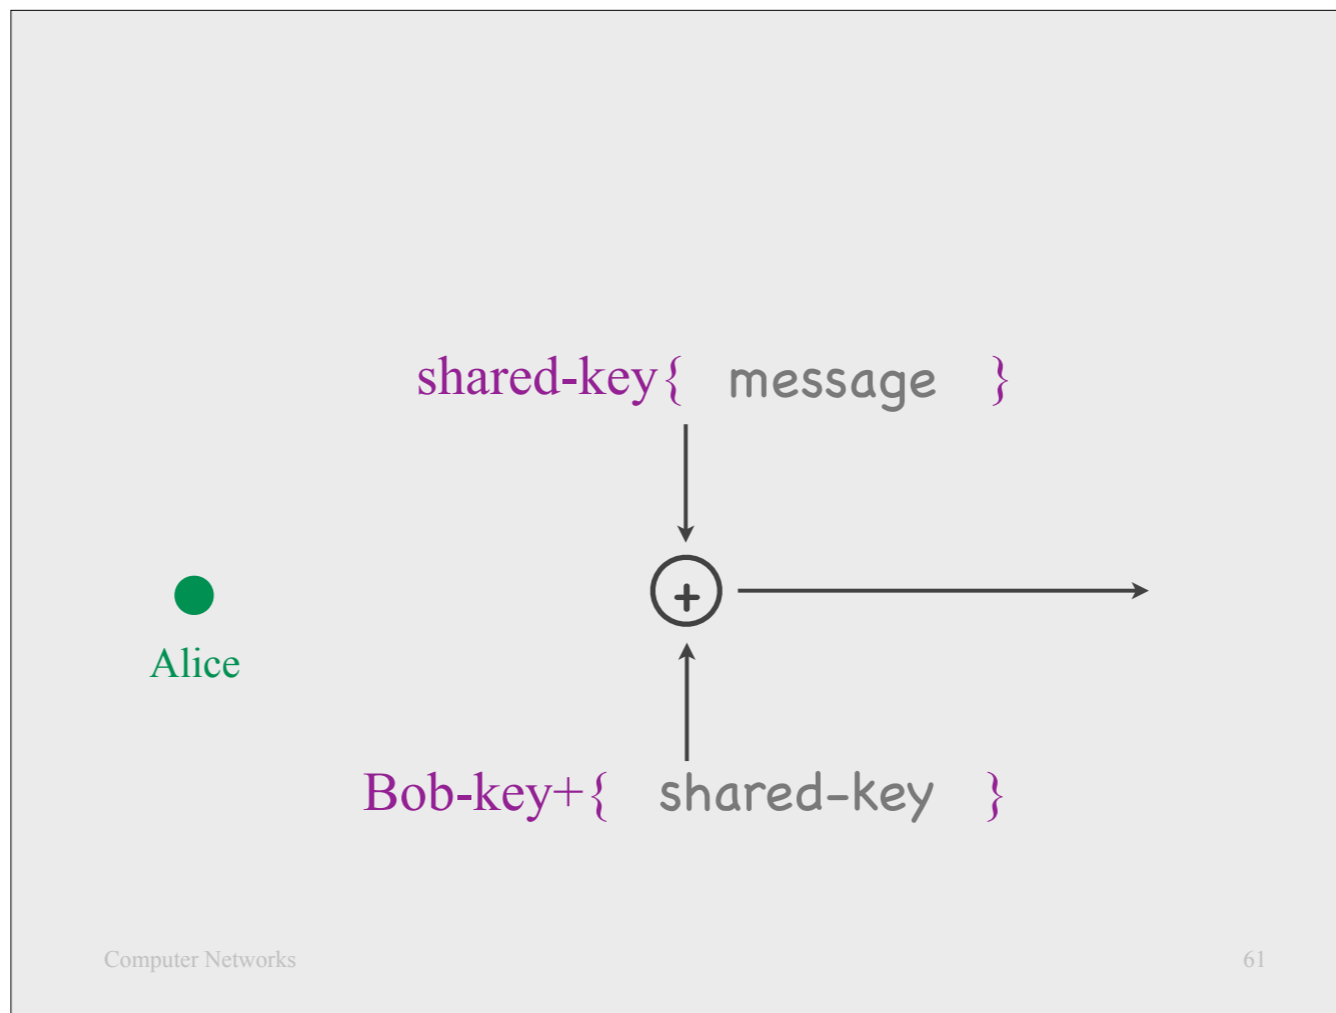 shared-key{ message }
+
Alice
Bob-key+{ shared-key }
Computer Networks 61